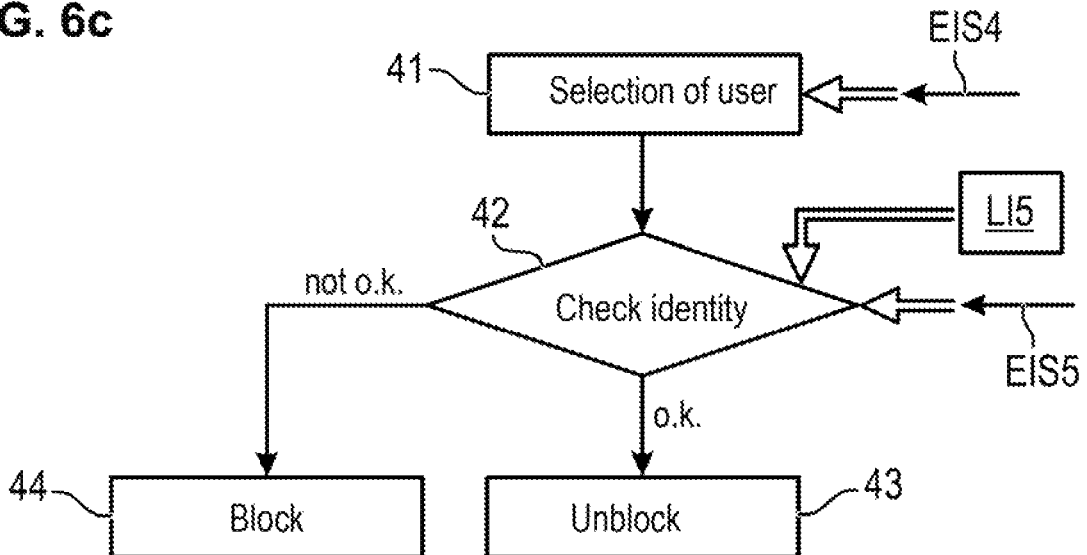 G. 6c
EIS4
41
Selection of user
LI5
42
not o.k.
Check identity
EIS5
o.k.
44
Block
Unblock
43